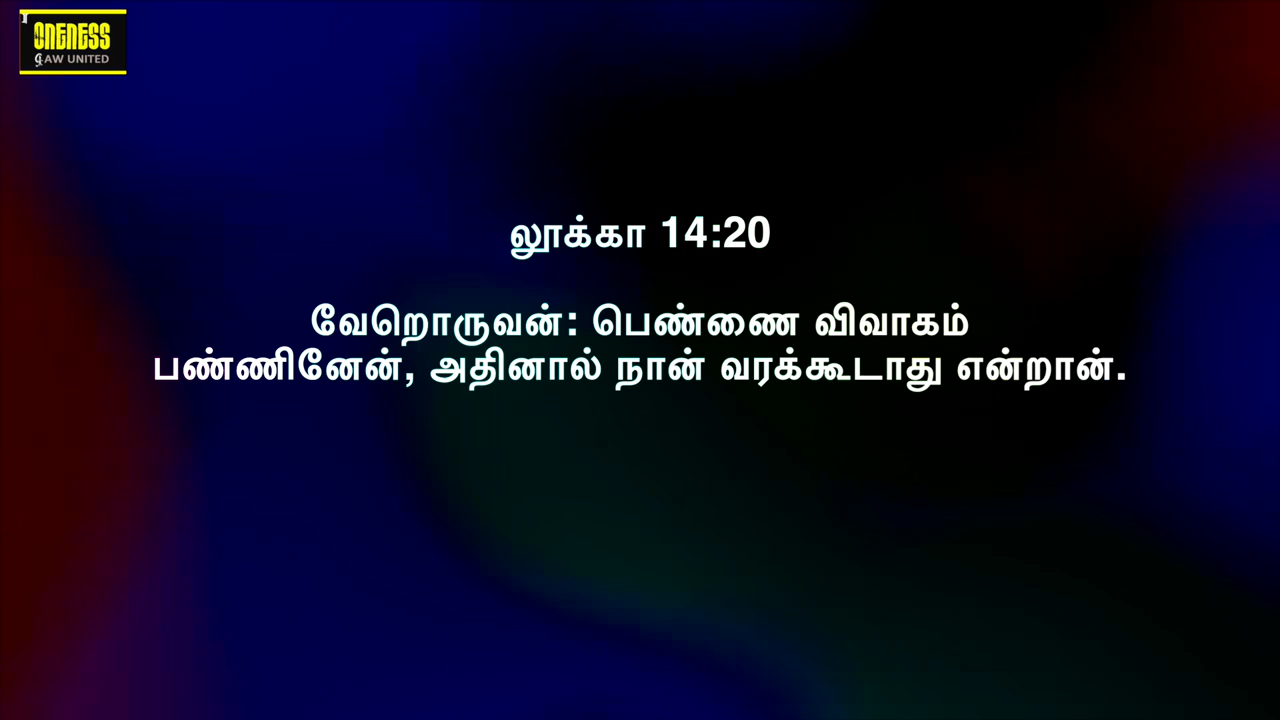 ONENESS
LAW UNITED
லூக்கா 14:20
வேறொருவன்: பெண்ணை விவாகம்
பண்ணினேன், அதினால் நான் வரக்கூடாது என்றான்.